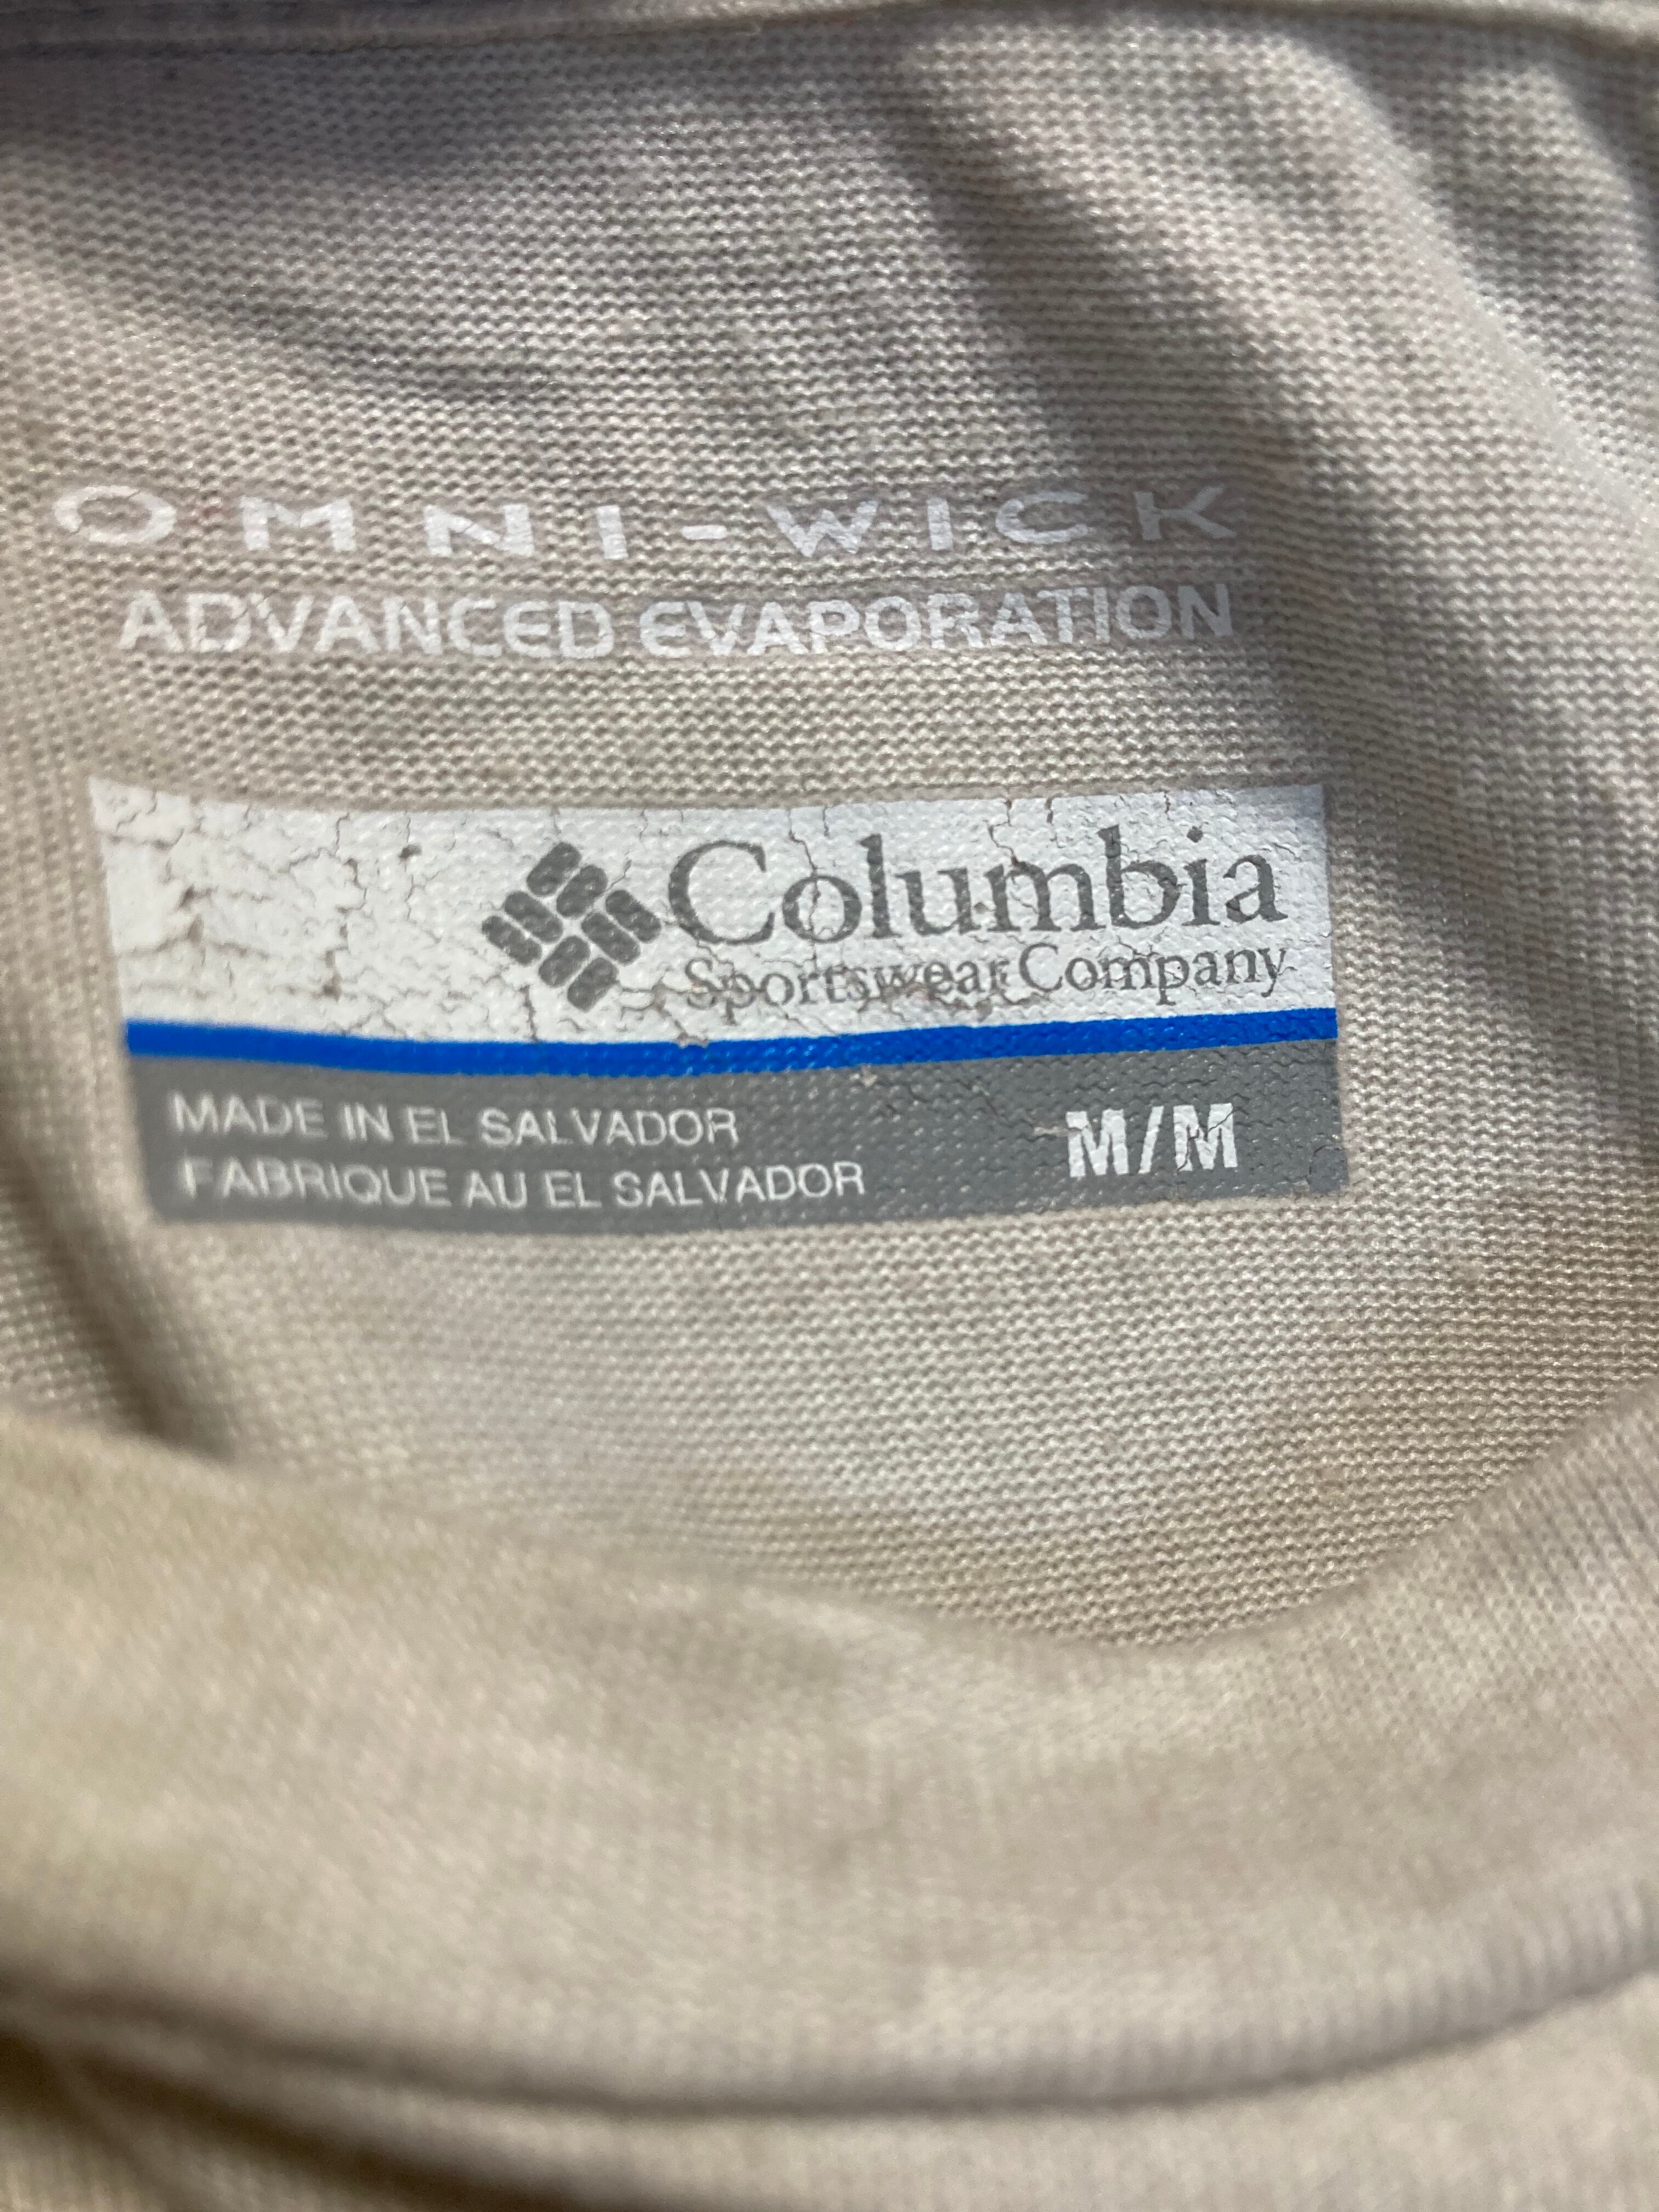 OMNI-WICK
ADVANCED EVAPORATION
Columbia
Sportswear Company
MADE IN EL SALVADOR
FABRIQUE AU EL SALVADOR
M/M